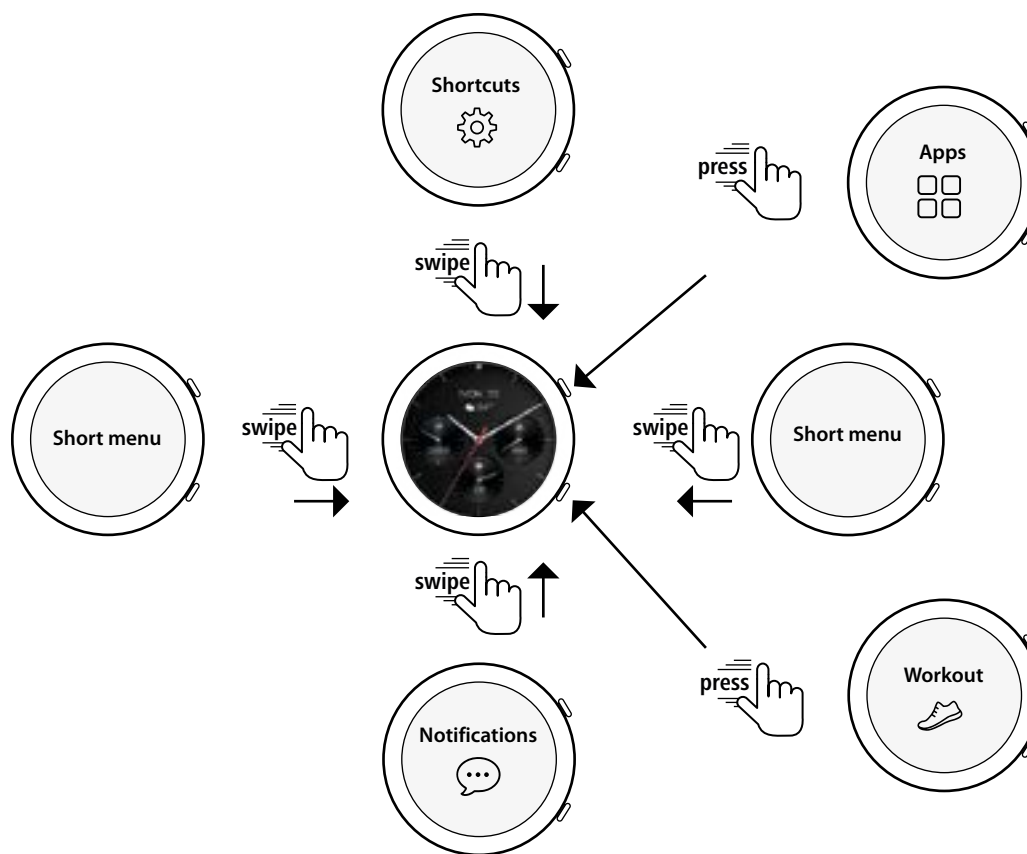 Shortcuts
press
Apps
swipe
Short menu
swipe
swipe
Short menu
swipe
Notifications
press
Workout